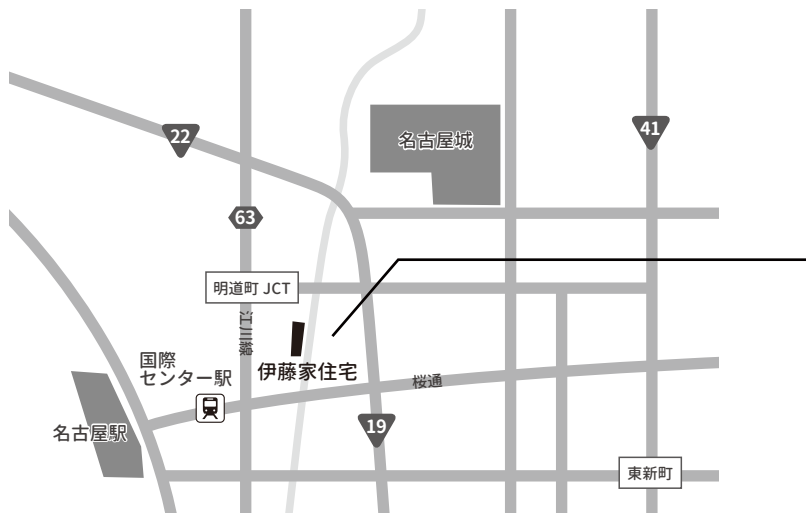 22
名古屋城
41
63
明道町 JCT
江川線
国際
センター駅
伊藤家住宅
桜通
名古屋駅
19
東新町